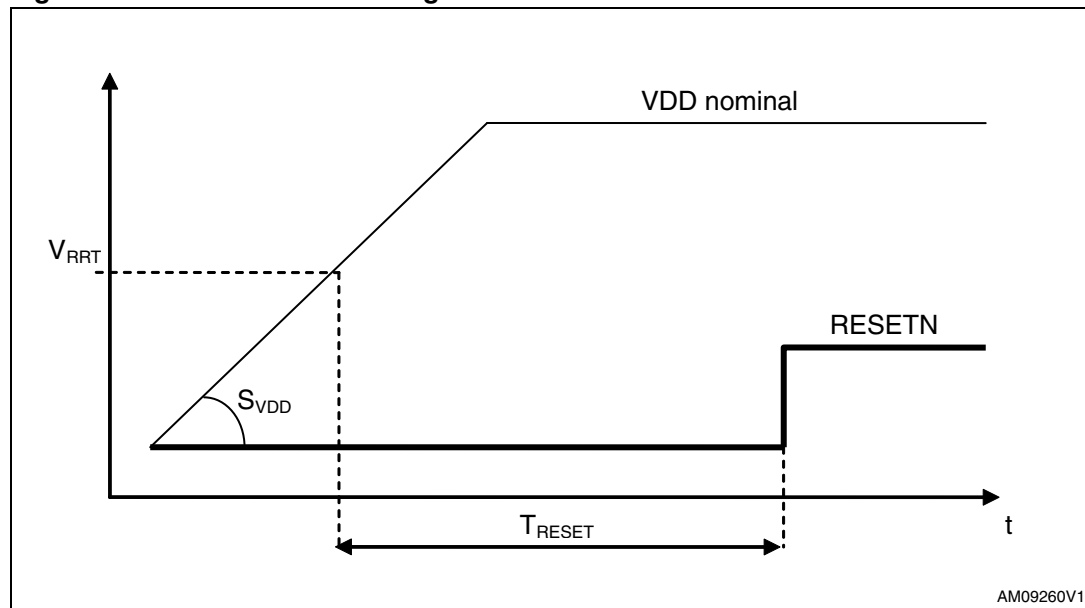 VDD nominal
VRRT
RESETN
SVDD
TRESET
t
AM09260V1